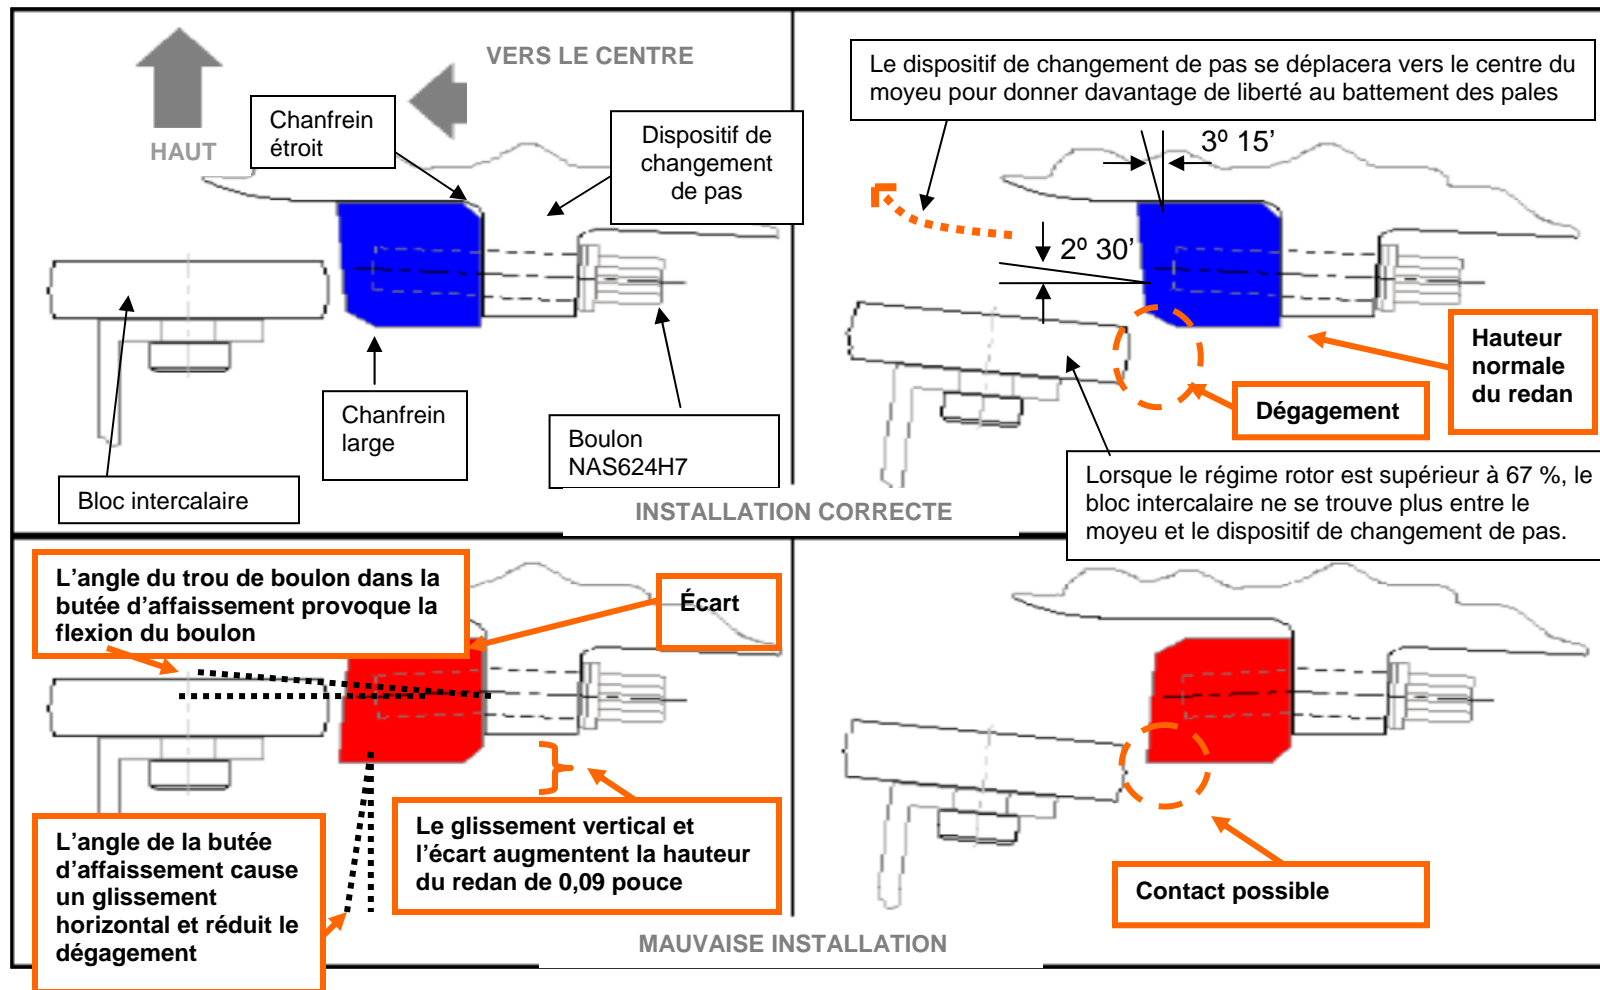 VERS LE CENTRE
HAUT
Chanfrein
étroit
Dispositif de
changement
de pas
Chanfrein
large
Boulon
NAS624H7
Bloc intercalaire
Le dispositif de changement de pas se déplacera vers le centre du
moyeu pour donner davantage de liberté au battement des pales
3º 15’
2º 30’
Hauteur
normale
du redan
Dégagement
Lorsque le régime rotor est supérieur à 67 %, le
bloc intercalaire ne se trouve plus entre le
moyeu et le dispositif de changement de pas.
INSTALLATION CORRECTE
L’angle du trou de boulon dans la
butée d’affaissement provoque la
flexion du boulon
Écart
L’angle de la butée
d’affaissement cause
un glissement
horizontal et réduit le
dégagement
Le glissement vertical et
l’écart augmentent la hauteur
du redan de 0,09 pouce
Contact possible
MAUVAISE INSTALLATION